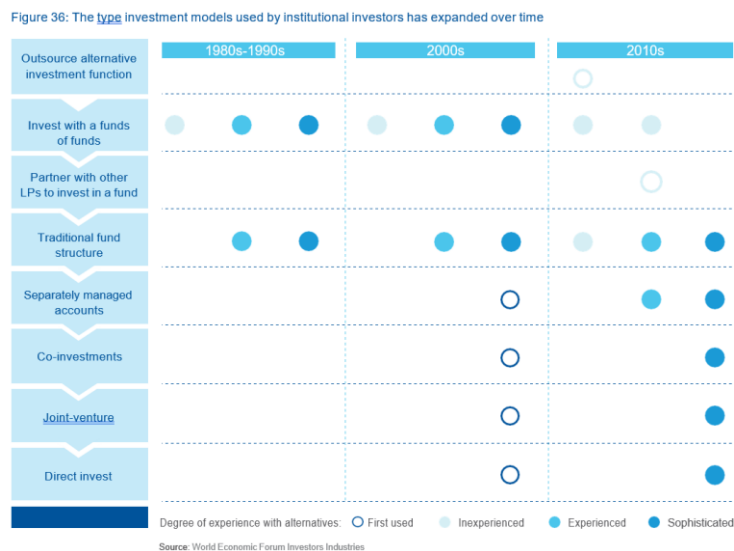 Figure 36: The type investment models used by institutional investors has expanded over time
1980s-1990s
2000s
2010s
Outsource alternative
investment function
Invest with a funds
of funds
Partner with other
LPs to invest in a fund
Traditional fund
structure
Separately managed
accounts
Co-investments
Joint-venture
Direct invest
Degree of experience with alternatives: First used Inexperienced Experienced Sophisticated
Source: World Economic Forum Investors Industries